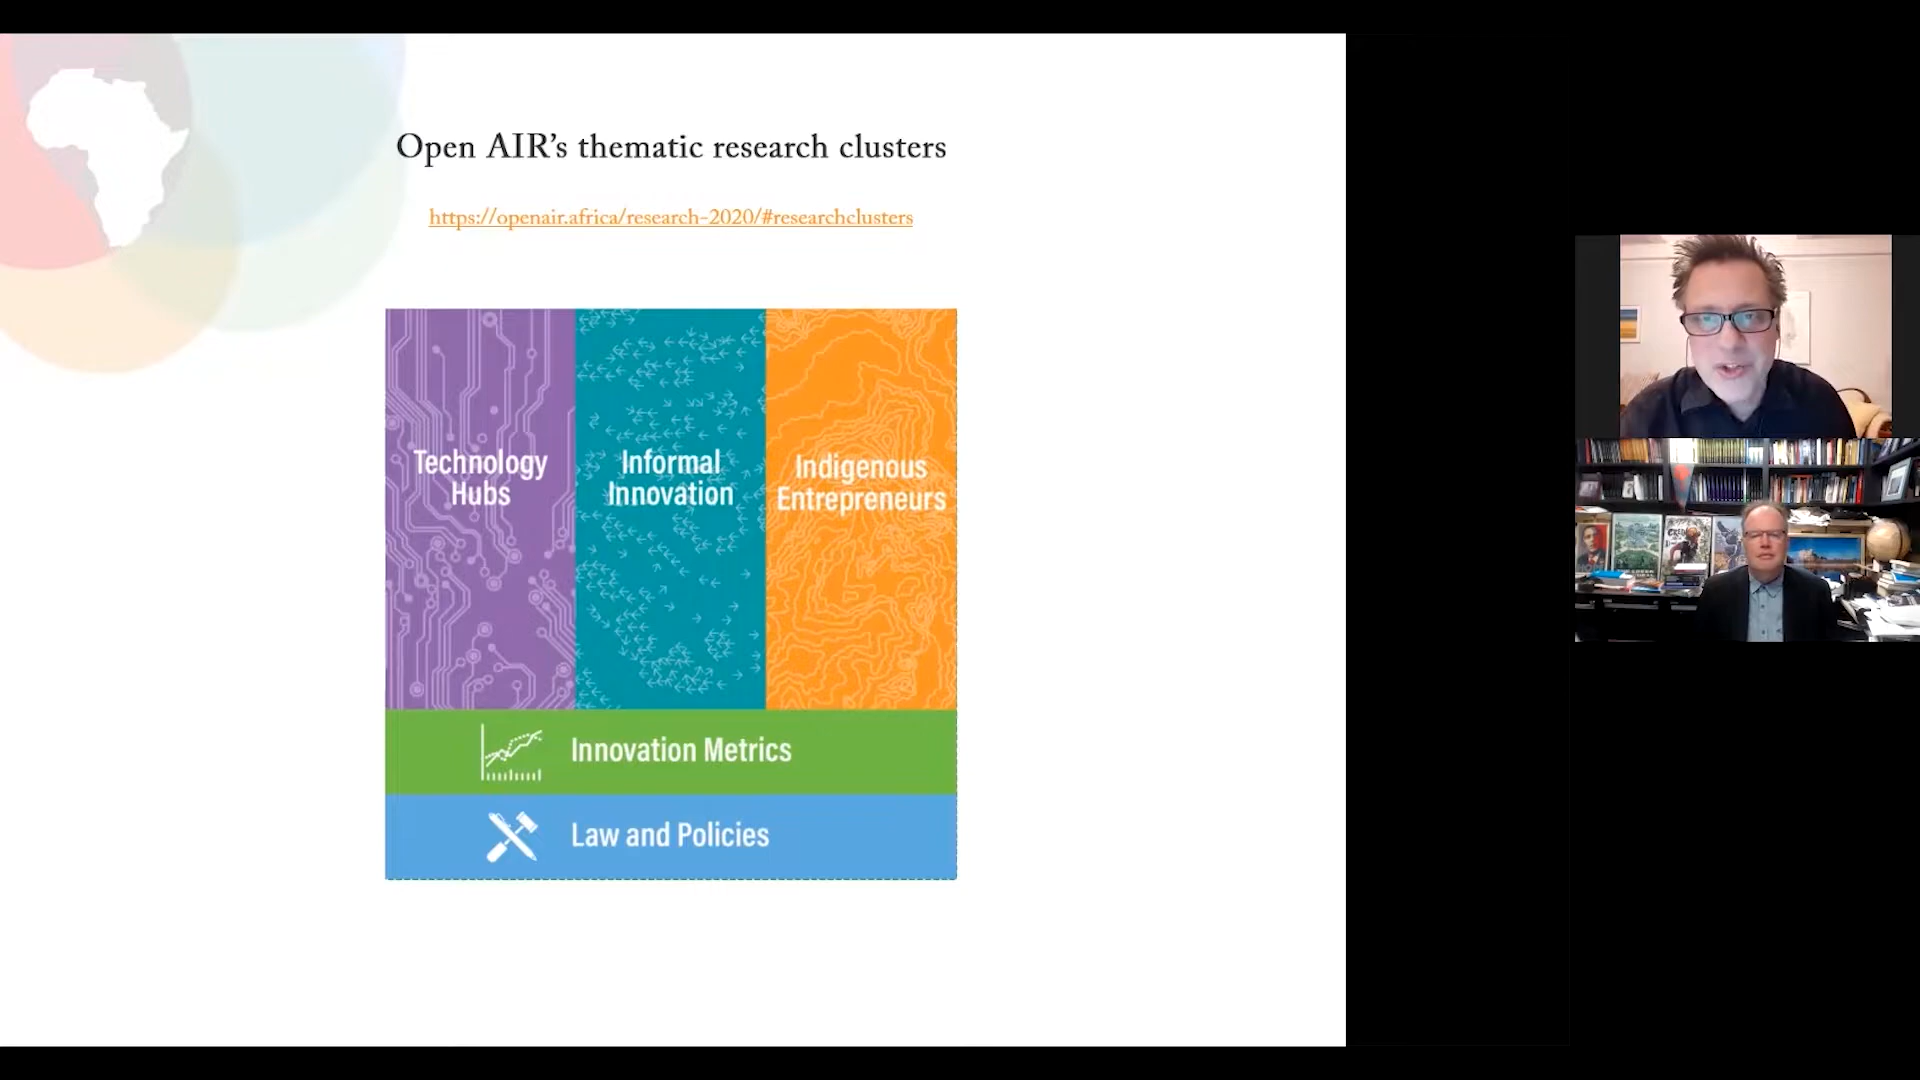 Open AIR’s thematic research clusters
https://openair.africa/research-2020/#researchclusters
Technology
Hubs
Informal
Innovation
Indigenous
Entrepreneurs
Innovation Metrics
Law and Policies